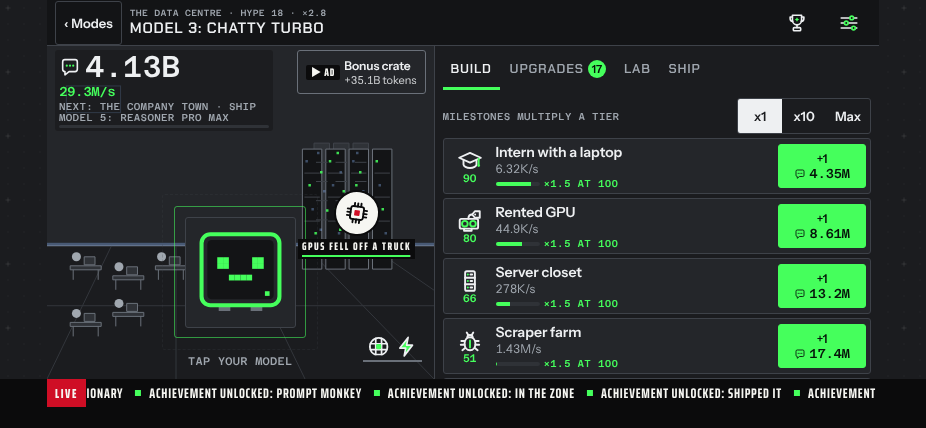 ‹ Modes
THE DATA CENTRE · HYPE 18 · ×2.8
MODEL 3: CHATTY TURBO
4.13B
29.3M/s
NEXT: THE COMPANY TOWN · SHIP
MODEL 5: REASONER PRO MAX
AD
Bonus crate
+35.1B tokens
GPUS FELL OFF A TRUCK
TAP YOUR MODEL
BUILD
UPGRADES 17
LAB
SHIP
MILESTONES MULTIPLY A TIER
x1
x10
Max
Intern with a laptop
6.32K/s
90
×1.5 AT 100
+1
4.35M
Rented GPU
44.9K/s
80
×1.5 AT 100
+1
8.61M
Server closet
278K/s
66
×1.5 AT 100
+1
13.2M
Scraper farm
1.43M/s
51
×1.5 AT 100
+1
17.4M
LIVE
IONARY ACHIEVEMENT UNLOCKED: PROMPT MONKEY ACHIEVEMENT UNLOCKED: IN THE ZONE ACHIEVEMENT UNLOCKED: SHIPPED IT ACHIEVEMENT